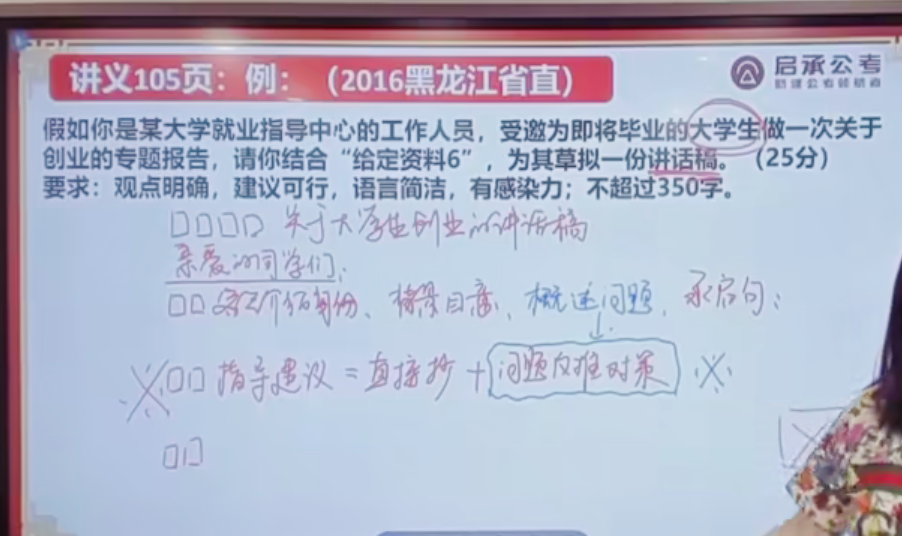 讲义105页：例：（2016黑龙江省直）
启承公考
假如你是某大学就业指导中心的工作人员，受邀为即将毕业的大学生做一次关于
创业的专题报告，请你结合“给定资料6”，为其草拟一份讲话稿。（25分）
要求：观点明确，建议可行，语言简洁，有感染力；不超过350字。
□□□□关于大学生创业的讲话稿
亲爱的同学们：
□□介绍身份、背景目意、概述问题、承启句：
※□□指导建议=直接抄+问题反推对策 ※
□□